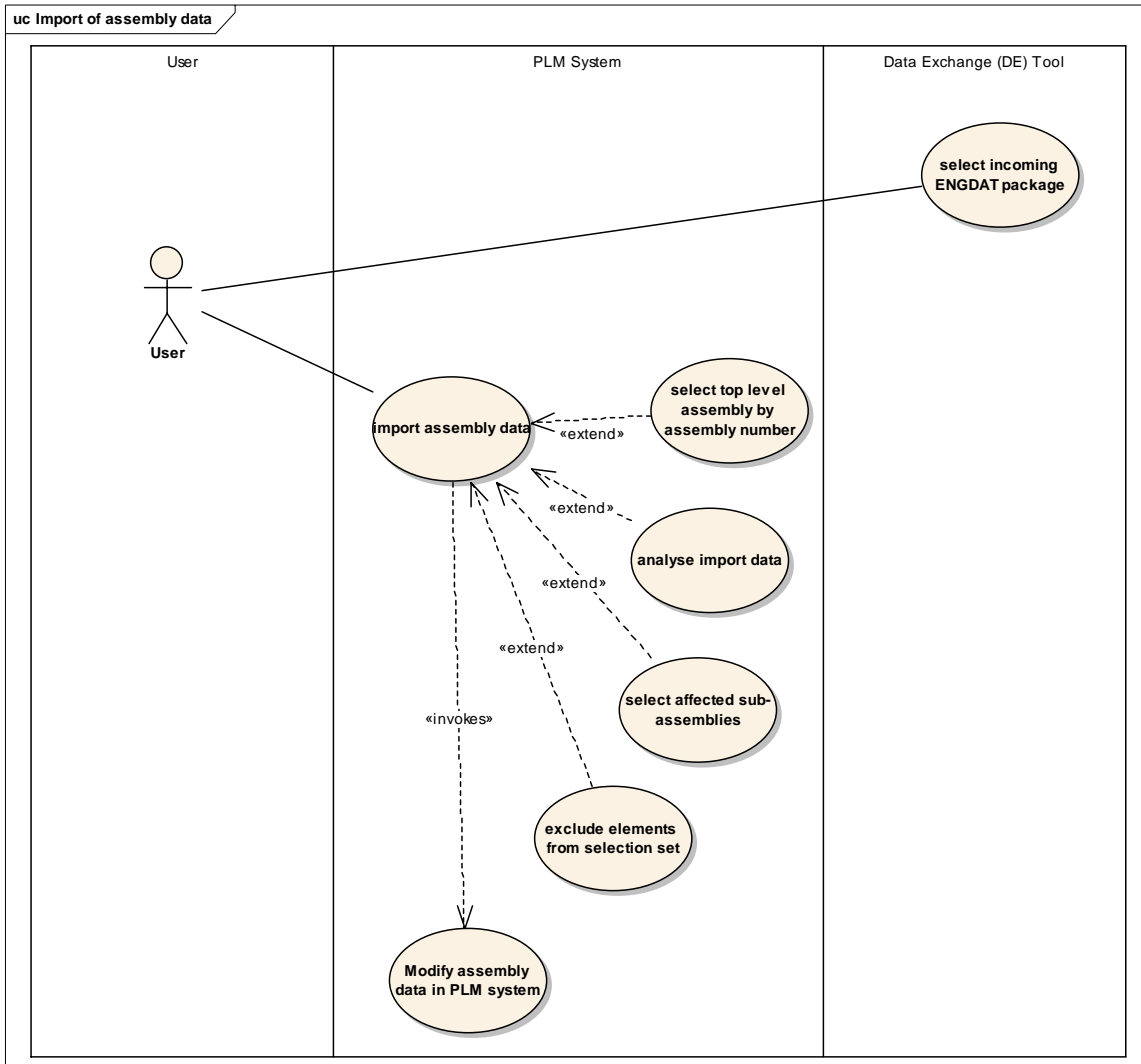 uc Import of assembly data
User
PLM System
Data Exchange (DE) Tool
select incoming
ENGDAT package
User
import assembly data
select top level
assembly by
assembly number
«extend»
«extend»
analyse import data
«extend»
«extend»
select affected sub-
assemblies
«invokes»
exclude elements
from selection set
Modify assembly
data in PLM system